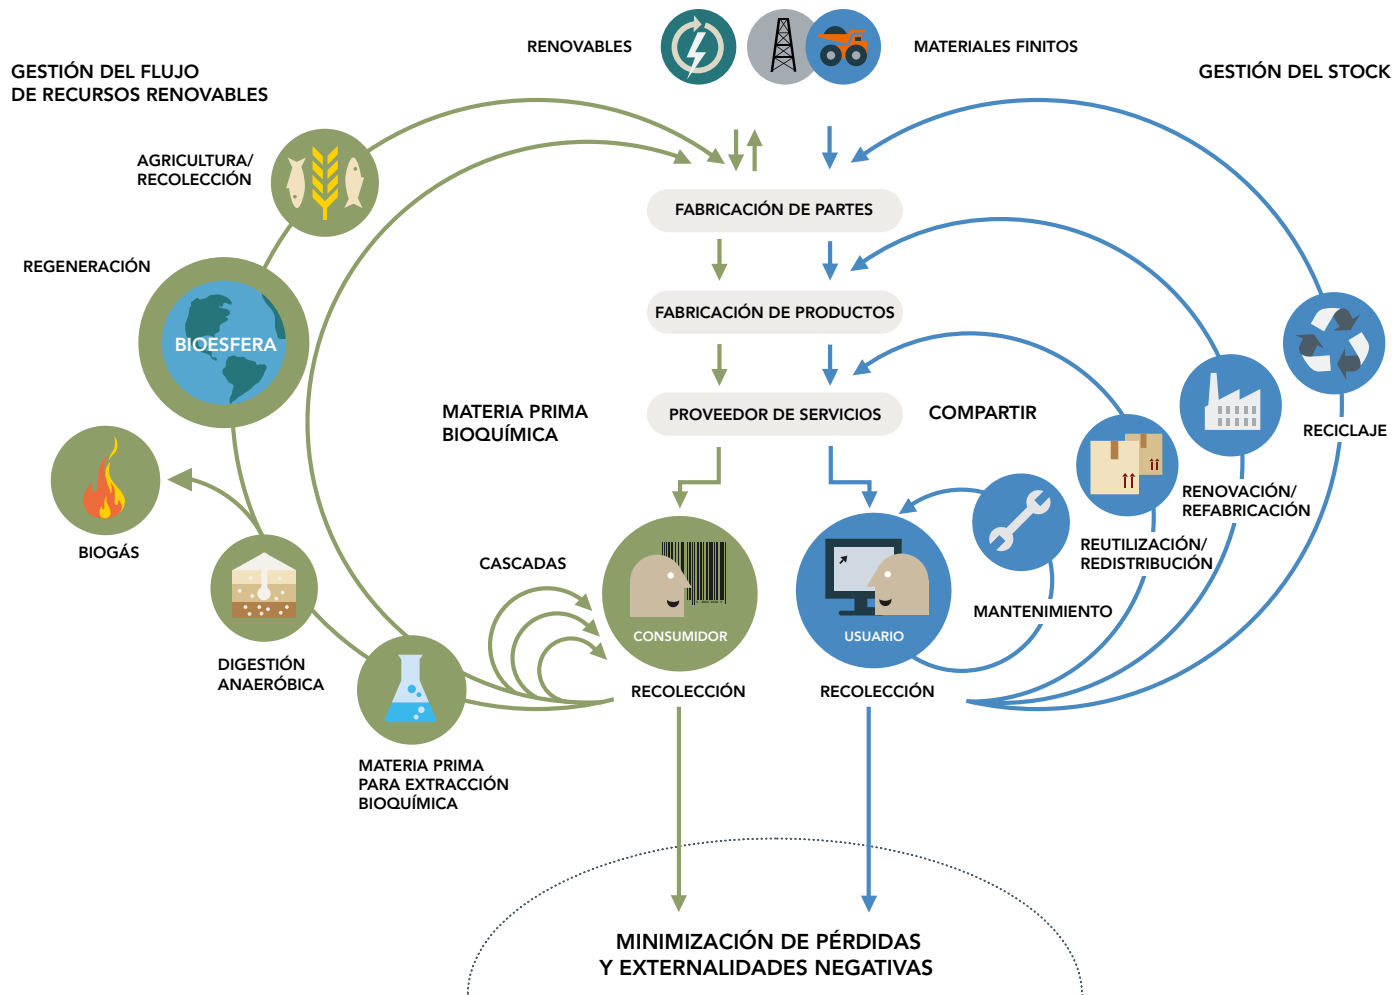 RENOVABLES
MATERIALES FINITOS
GESTIÓN DEL FLUJO
DE RECURSOS RENOVABLES
GESTIÓN DEL STOCK
AGRICULTURA/
RECOLECCIÓN
FABRICACIÓN DE PARTES
REGENERACIÓN
BIOESFERA
FABRICACIÓN DE PRODUCTOS
MATERIA PRIMA
BIOQUÍMICA
PROVEEDOR DE SERVICIOS
COMPARTIR
RECICLAJE
RENOVACIÓN/
REFABRICACIÓN
REUTILIZACIÓN/
REDISTRIBUCIÓN
BIOGÁS
CASCADAS
MANTENIMIENTO
CONSUMIDOR
USUARIO
DIGESTIÓN
ANAERÓBICA
RECOLECCIÓN
RECOLECCIÓN
MATERIA PRIMA
PARA EXTRACCIÓN
BIOQUÍMICA
MINIMIZACIÓN DE PÉRDIDAS
Y EXTERNALIDADES NEGATIVAS